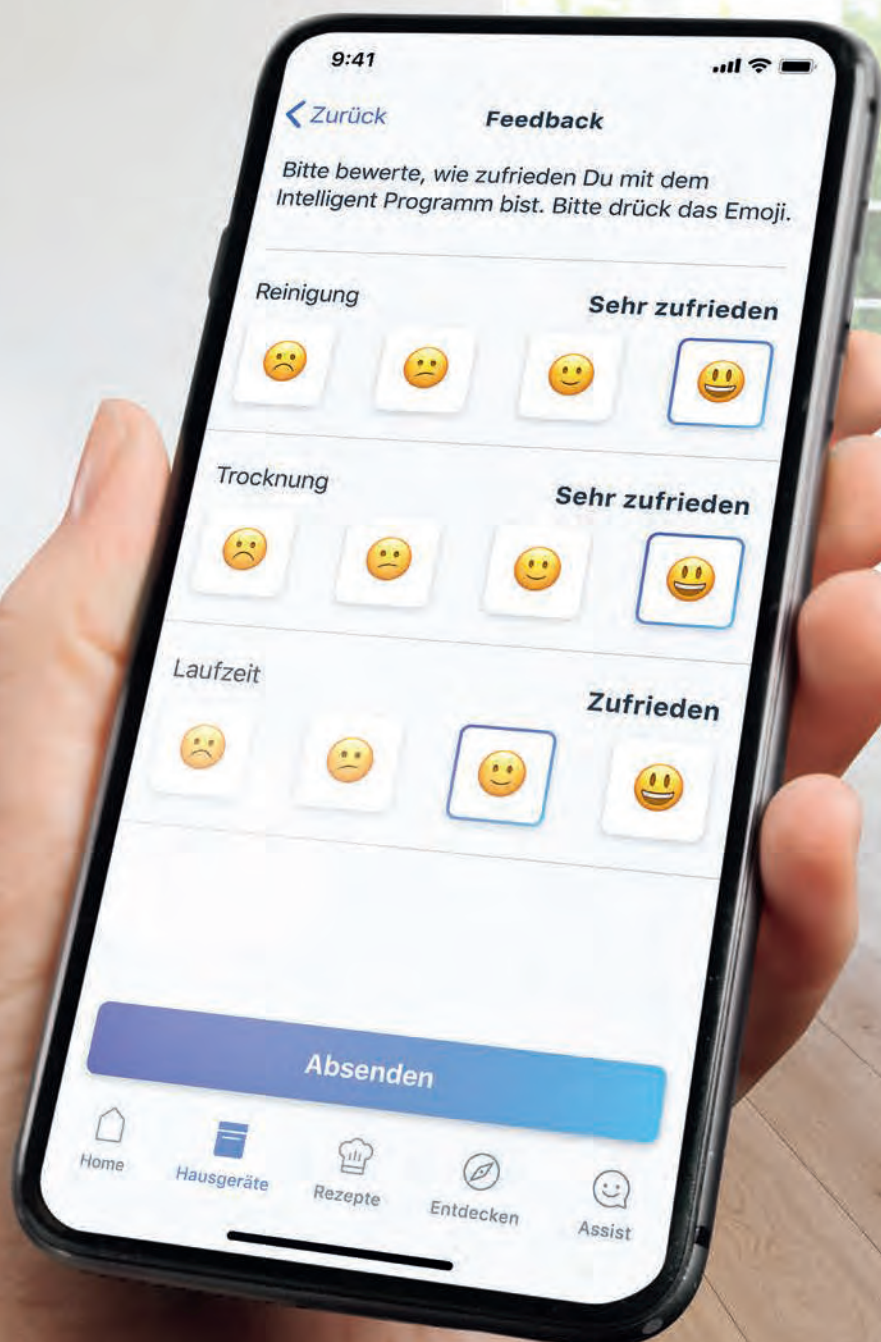 9:41
Zurück
Feedback
Bitte bewerte, wie zufrieden Du mit dem
Intelligent Programm bist. Bitte drück das Emoji.
Reinigung
Sehr zufrieden
Trocknung
Sehr zufrieden
Laufzeit
Zufrieden
Absenden
Home
Hausgeräte
Rezepte
Entdecken
Assist